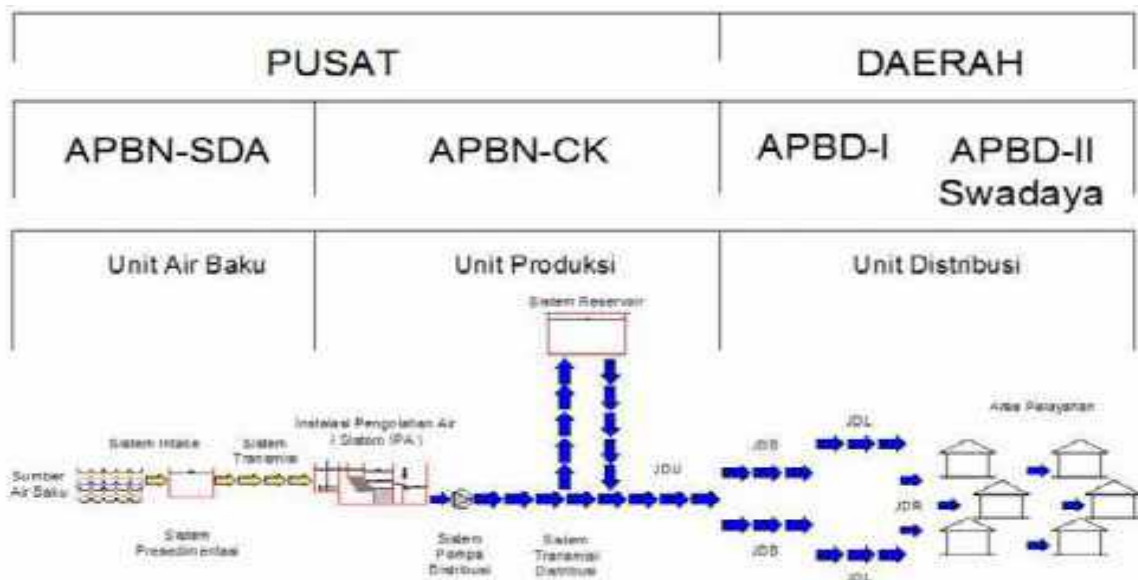 PUSAT
DAERAH
APBN-SDA
APBN-CK
APBD-I
APBD-II
Swadaya
Unit Air Baku
Unit Produksi
Unit Distribusi
Sistem Reservoir
Sumber
Air Baku
Sistem Intake
Sistem
Presedimentasi
Sistem
Transmisi
Instalasi Pengolahan Air
( Sistem IPA )
Sistem
Pompa
Distribusi
Sistem
Transmisi
Distribusi
JDU
JDB
JDL
JDB
JDL
JDR
Area Pelayanan